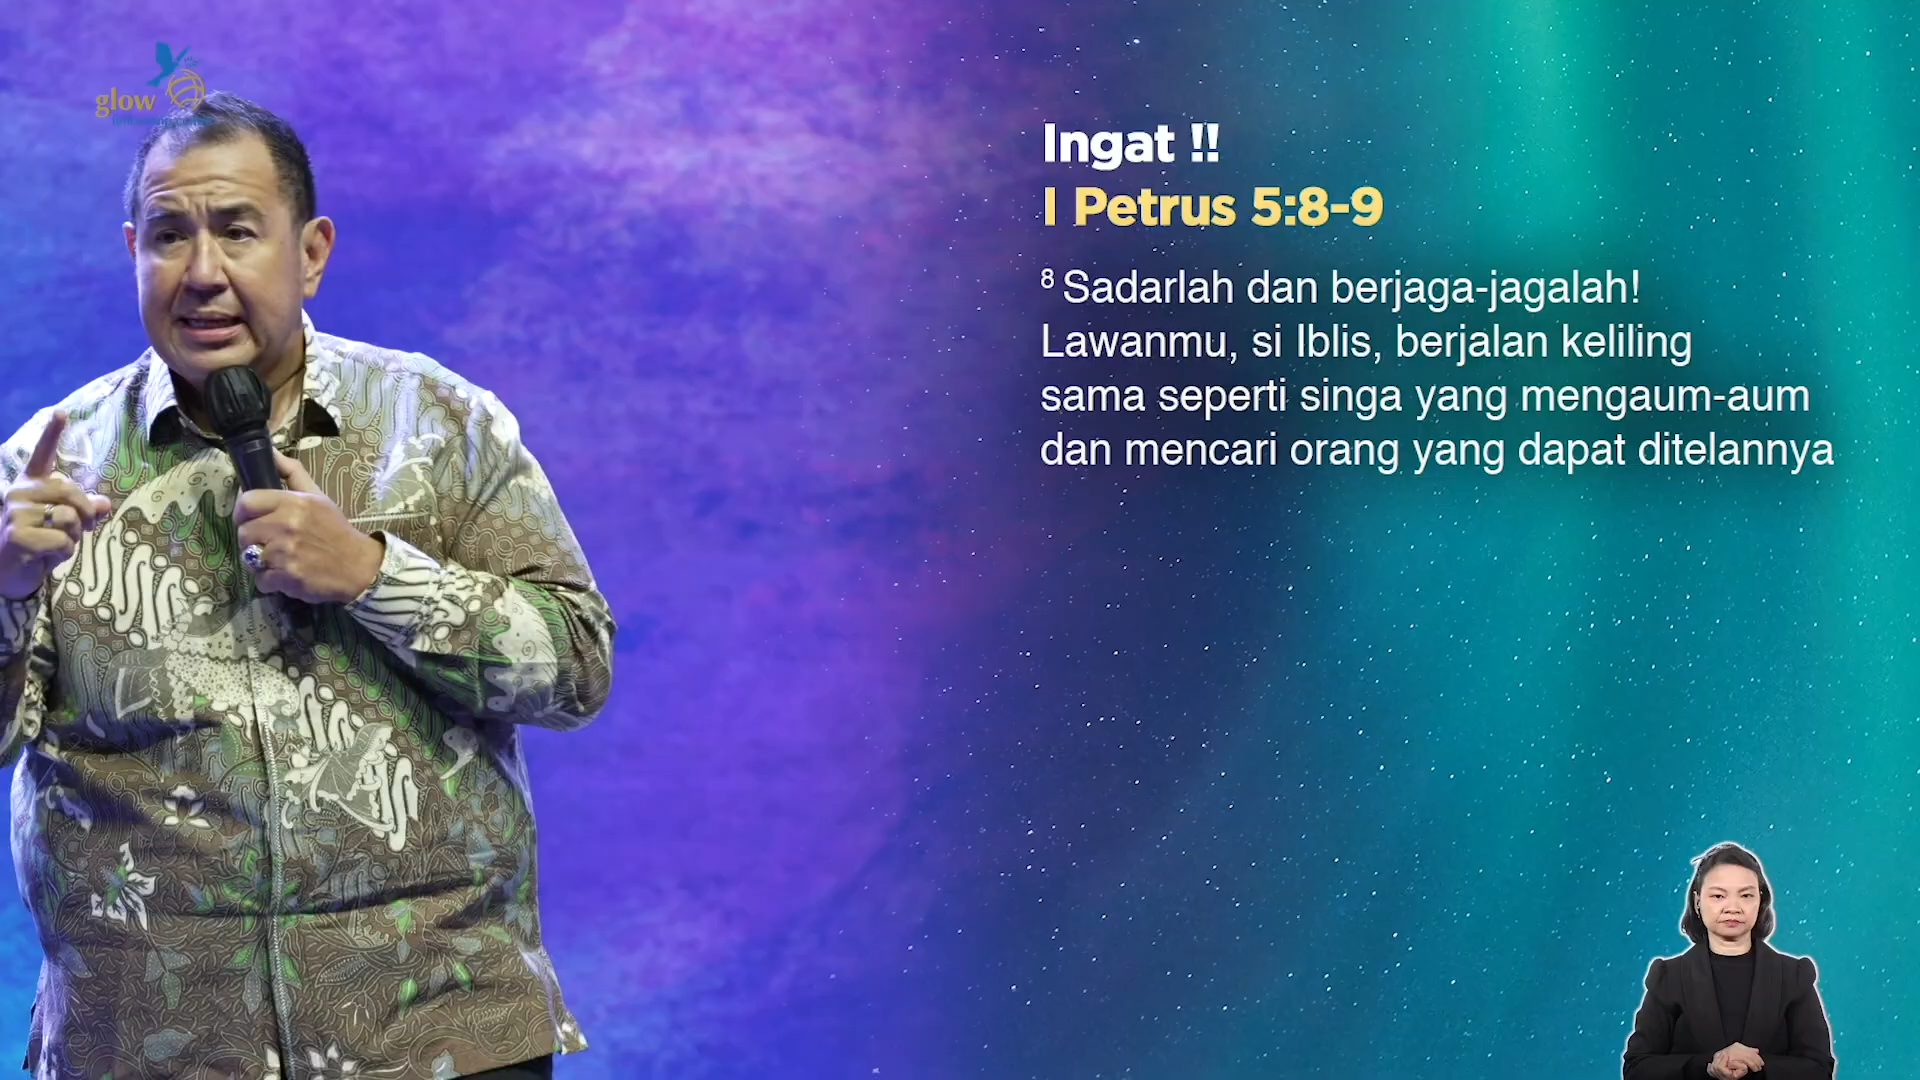 glow
Ingat !!
I Petrus 5:8-9
8 Sadarlah dan berjaga-jagalah!
Lawanmu, si Iblis, berjalan keliling
sama seperti singa yang mengaum-aum
dan mencari orang yang dapat ditelannya